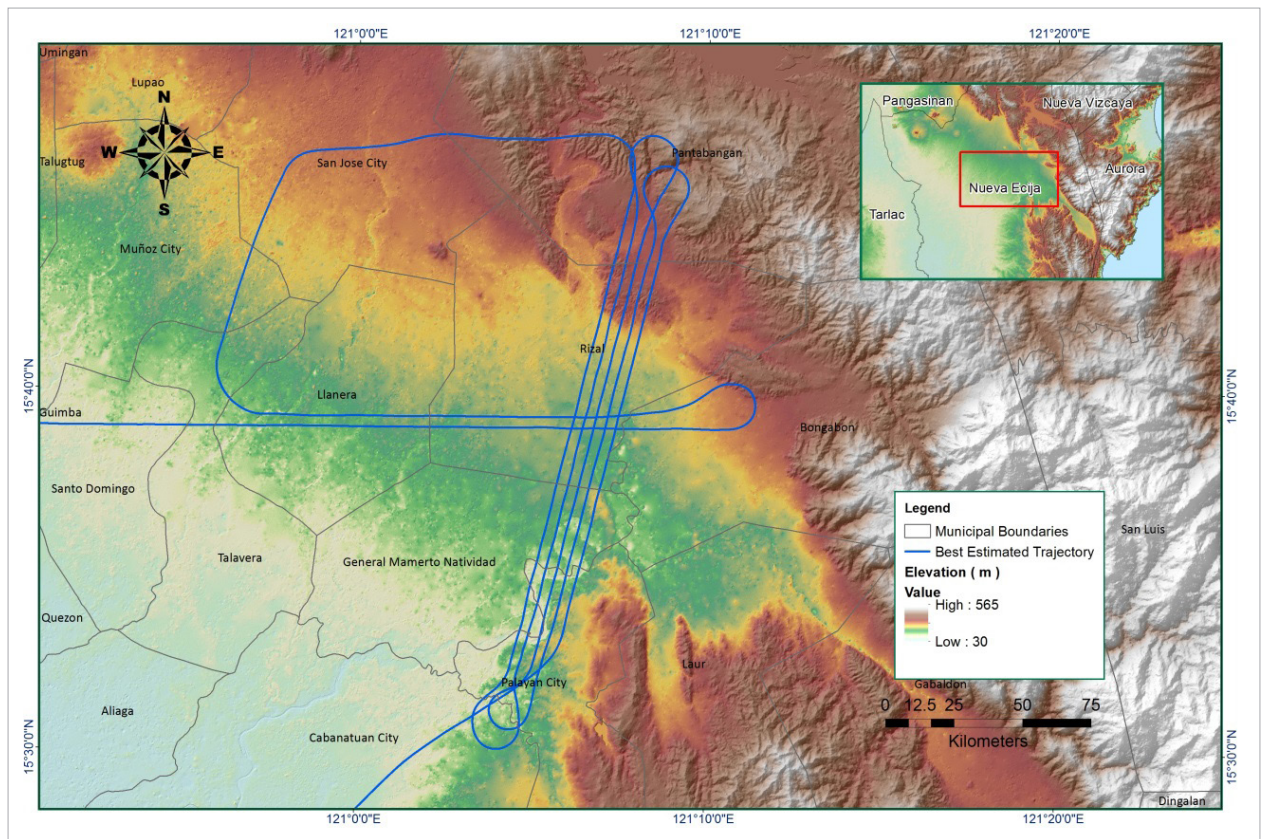 121°0'0"E
121°10'0"E
121°20'0"E
Umingan
Lupao
N
W
E
S
Talugtug
San Jose City
Pantabangan
Muñoz City
Pangasinan
Nueva Vizcaya
Aurora
Nueva Ecija
Tarlac
Rizal
15°40'0"N
15°40'0"N
Llanera
Guimba
Bongabon
Santo Domingo
Talavera
General Mamerto Natividad
San Luis
Quezon
Legend
Municipal Boundaries
Best Estimated Trajectory
Elevation ( m )
Value
High : 565
Low : 30
Laur
Palayan City
Gabaldon
Aliaga
Cabanatuan City
0 12.5 25 50 75
Kilometers
15°30'0"N
15°30'0"N
Dingalan
121°0'0"E
121°10'0"E
121°20'0"E